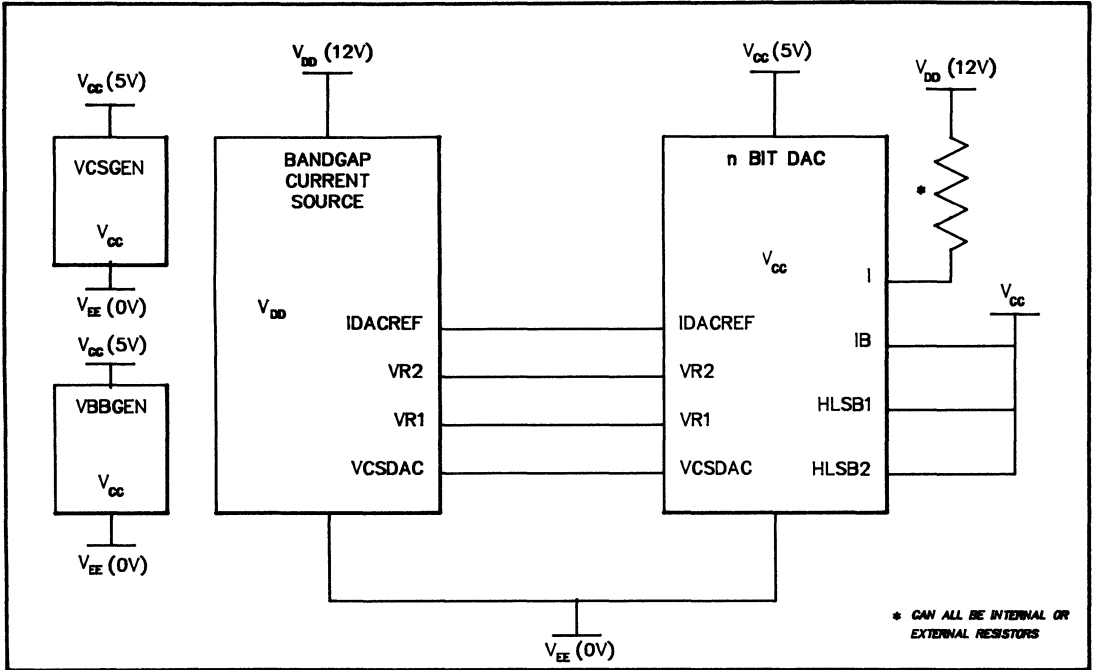 V_CC (5V)
VCSGEN
V_CC
V_EE (0V)
V_CC (5V)
VBBGEN
V_CC
V_EE (0V)
V_DD (12V)
BANDGAP
CURRENT
SOURCE
V_DD
IDACREF
VR2
VR1
VCSDAC
V_CC (5V)
n BIT DAC
V_CC
IDACREF
VR2
VR1
VCSDAC
I
IB
HLSB1
HLSB2
V_DD (12V)
*
V_CC
V_EE (0V)
* CAN ALL BE INTERNAL OR
EXTERNAL RESISTORS